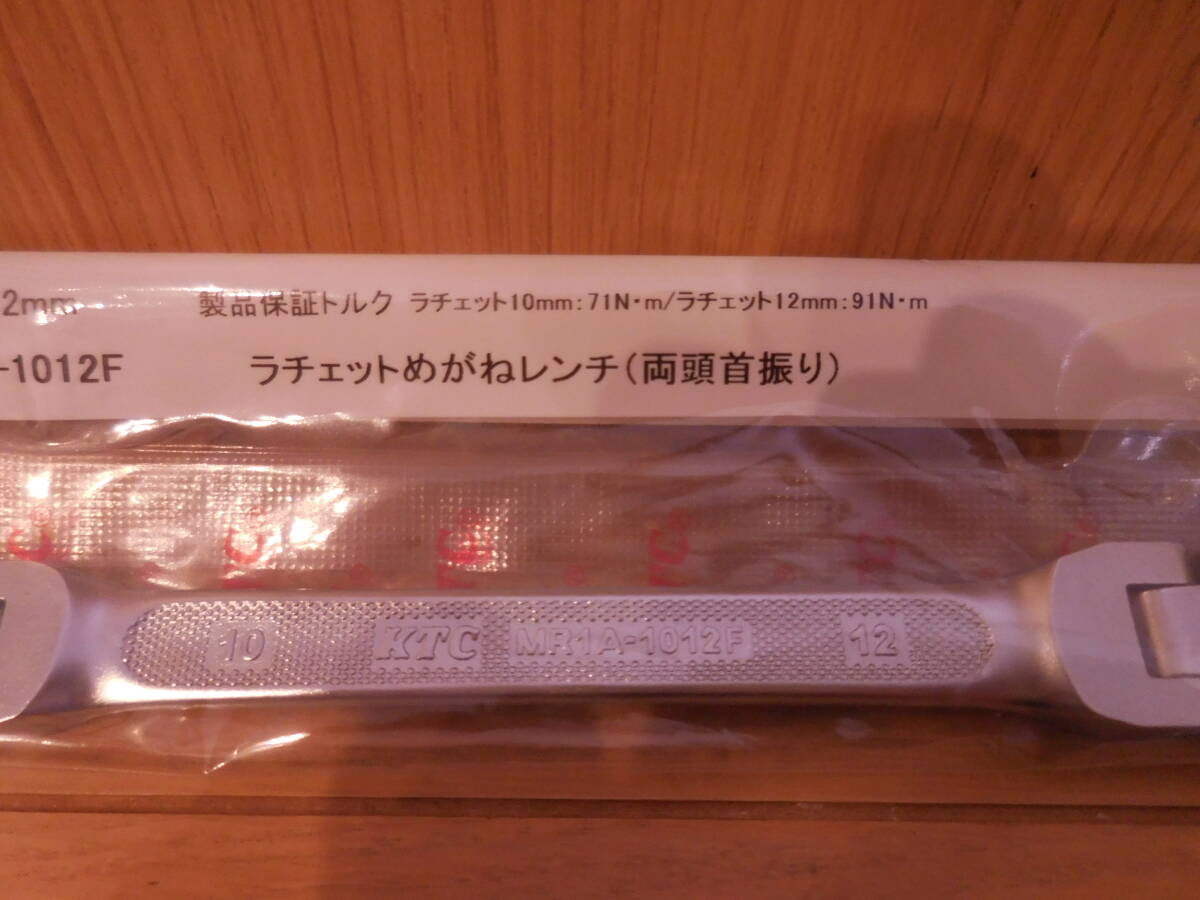 2mm 製品保証トルク ラチェット10mm:71N・m/ラチェット12mm:91N・m
-1012F ラチェットめがねレンチ(両頭首振り)
10 KTC MR1A-1012F 12